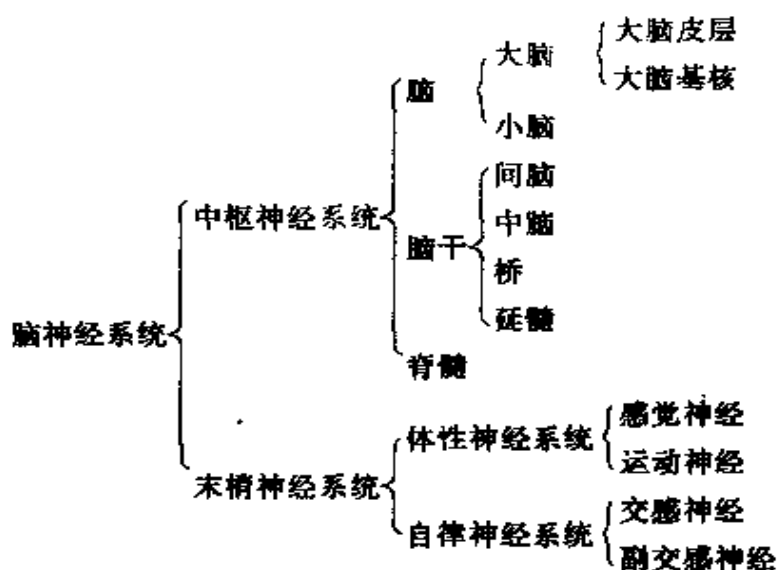 大脑皮层
大脑
大脑基核
脑
小脑
间脑
中枢神经系统
中脑
脑干
桥
延髓
脑神经系统
脊髓
感觉神经
体性神经系统
运动神经
末梢神经系统
交感神经
自律神经系统
副交感神经